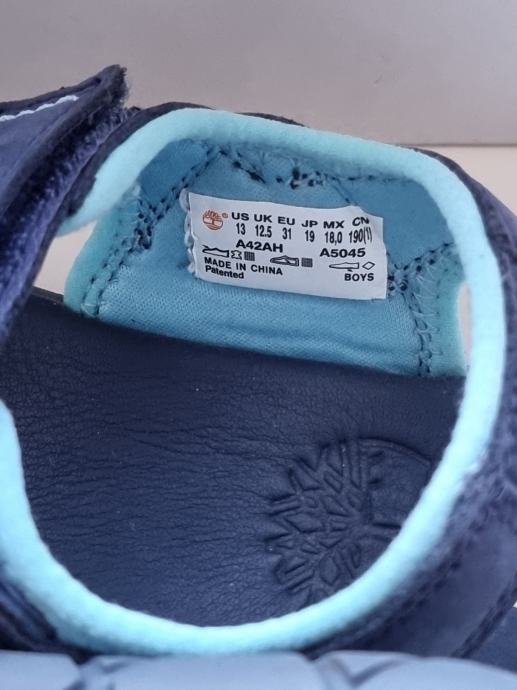 ® US UK EU JP MX CN
13 12.5 31 19 18,0 190(1)
A42AH A5045
MADE IN CHINA
Patented BOYS